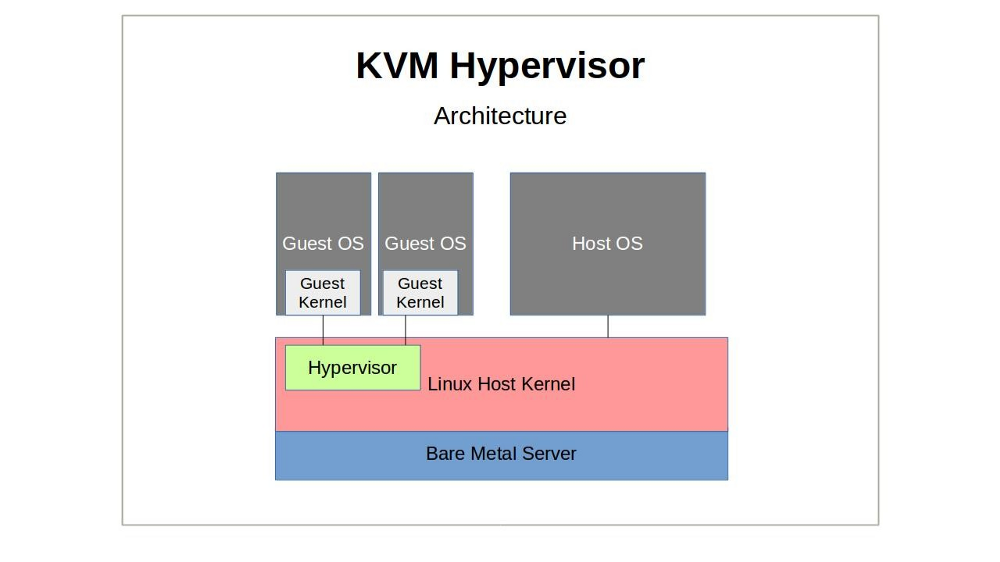 KVM Hypervisor
Architecture
Guest OS
Guest OS
Host OS
Guest
Kernel
Guest
Kernel
Hypervisor
Linux Host Kernel
Bare Metal Server